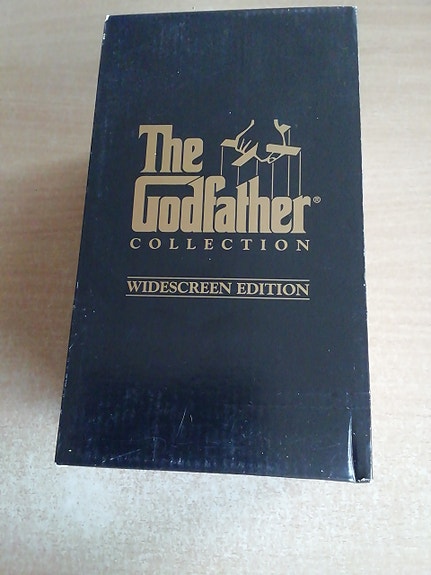 The
Godfather®
COLLECTION
WIDESCREEN EDITION